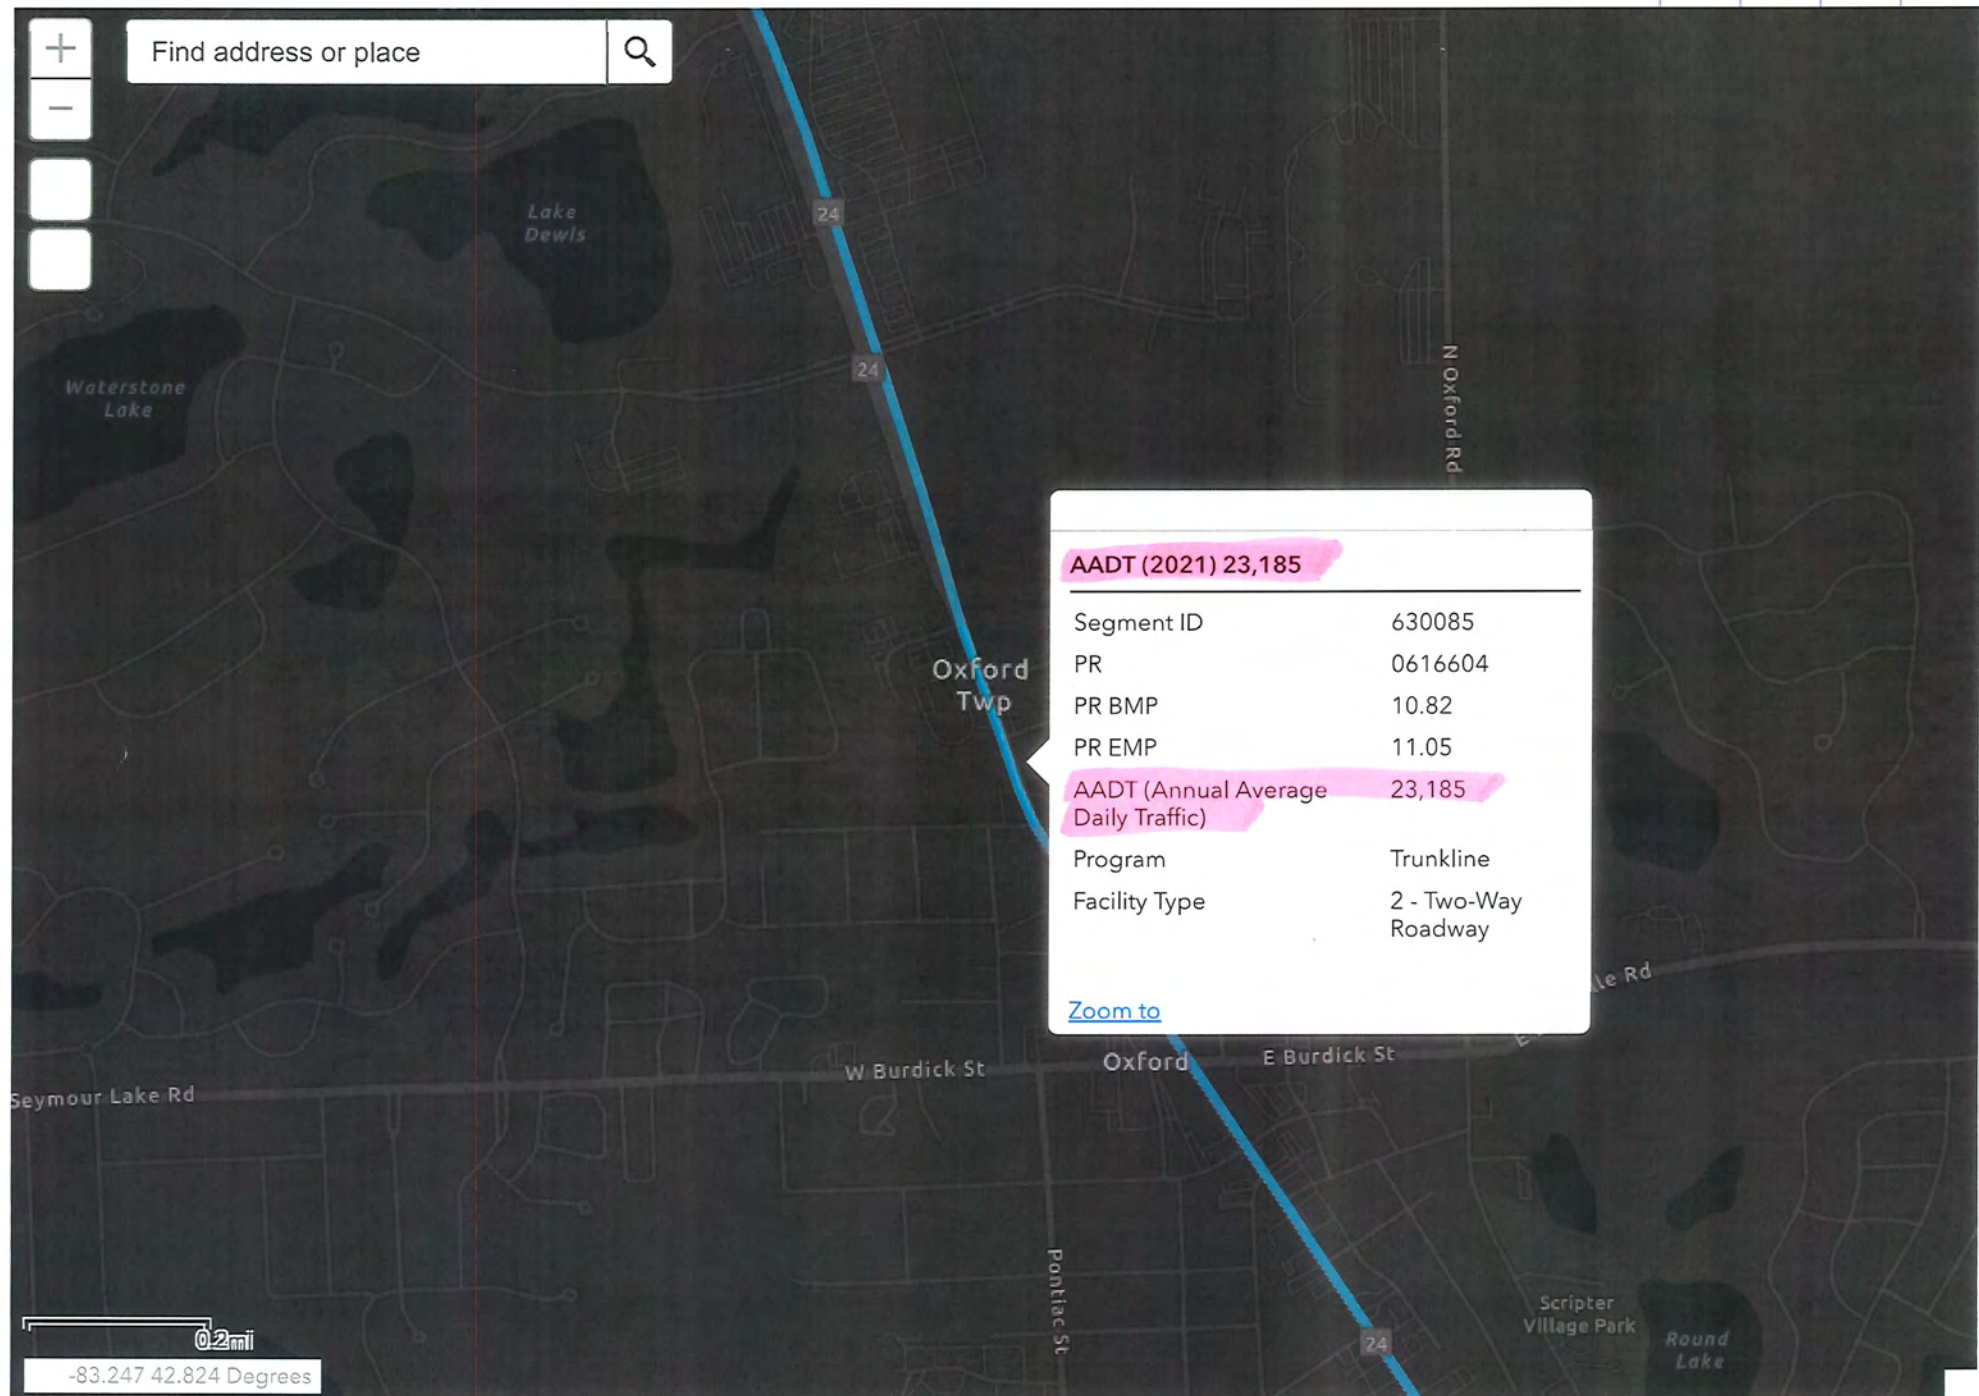 +
Find address or place
−
24
Lake
Dewls
24
Waterstone
Lake
N Oxford Rd
AADT (2021) 23,185
Segment ID 630085
PR 0616604
Oxford
Twp
PR BMP 10.82
PR EMP 11.05
AADT (Annual Average 23,185
Daily Traffic)
Program Trunkline
Facility Type 2 - Two-Way
Roadway
le Rd
Zoom to
E
W Burdick St
Oxford
E Burdick St
Seymour Lake Rd
Pontiac St
Scripter
Village Park
Round
Lake
24
0.2mi
-83.247 42.824 Degrees